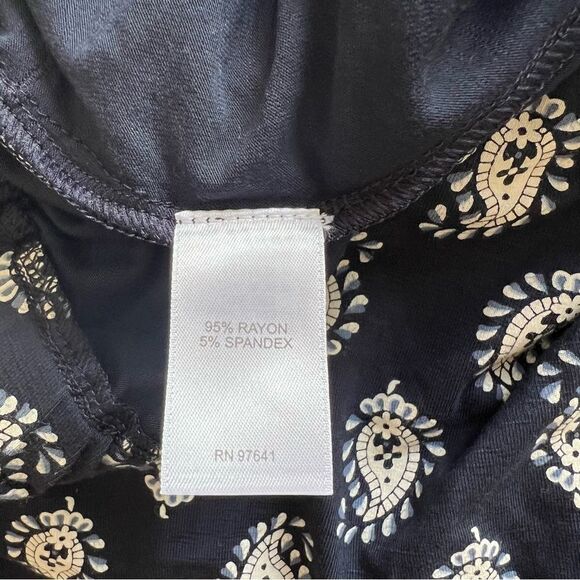 95% RAYON
5% SPANDEX
RN 97641